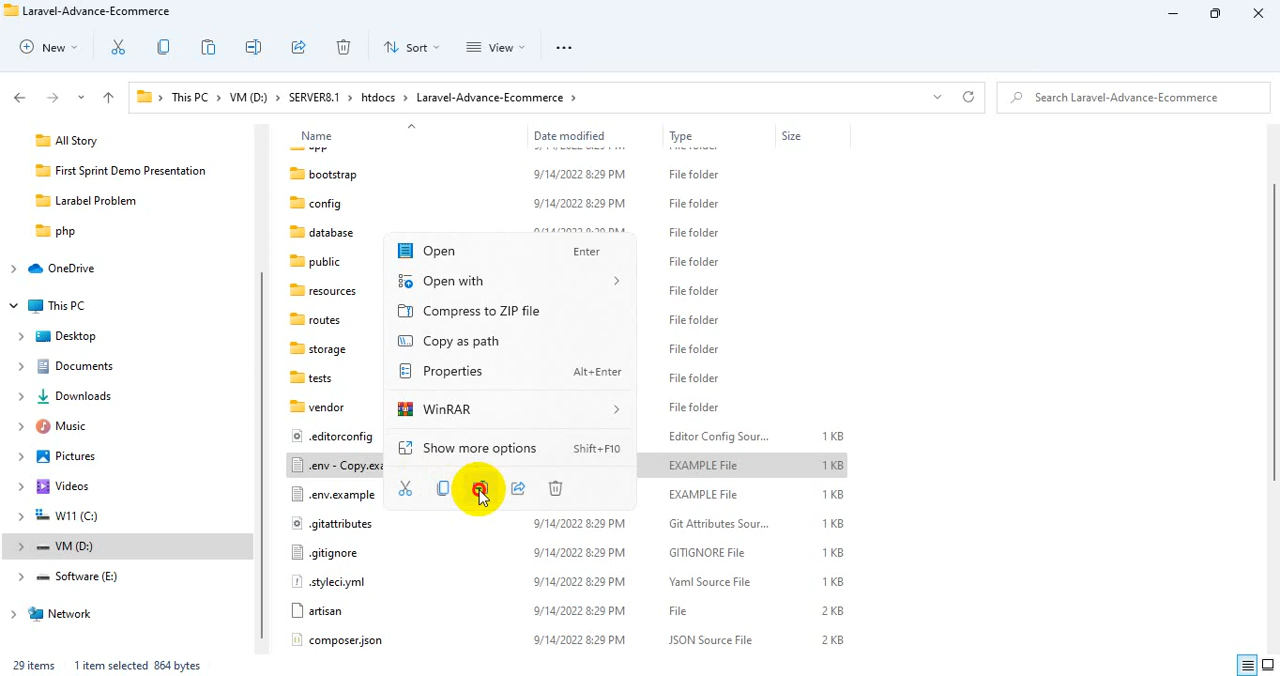 Laravel-Advance-Ecommerce
New Sort View
This PC VM (D:) SERVER8.1 htdocs Laravel-Advance-Ecommerce Search Laravel-Advance-Ecommerce
Name Date modified Type Size
All Story
First Sprint Demo Presentation
Larabel Problem
php
OneDrive
This PC
Desktop
Documents
Downloads
Music
Pictures
Videos
W11 (C:)
VM (D:)
Software (E:)
Network
bootstrap 9/14/2022 8:29 PM File folder
config 9/14/2022 8:29 PM File folder
database File folder
public File folder
resources File folder
routes File folder
storage File folder
tests File folder
vendor File folder
.editorconfig Editor Config Sour... 1 KB
.env - Copy.exa EXAMPLE File 1 KB
.env.example EXAMPLE File 1 KB
.gitattributes 9/14/2022 8:29 PM Git Attributes Sour... 1 KB
.gitignore 9/14/2022 8:29 PM GITIGNORE File 1 KB
.styleci.yml 9/14/2022 8:29 PM Yaml Source File 1 KB
artisan 9/14/2022 8:29 PM File 2 KB
composer.json 9/14/2022 8:29 PM JSON Source File 2 KB
Open Enter
Open with
Compress to ZIP file
Copy as path
Properties Alt+Enter
WinRAR
Show more options Shift+F10
29 items 1 item selected 864 bytes